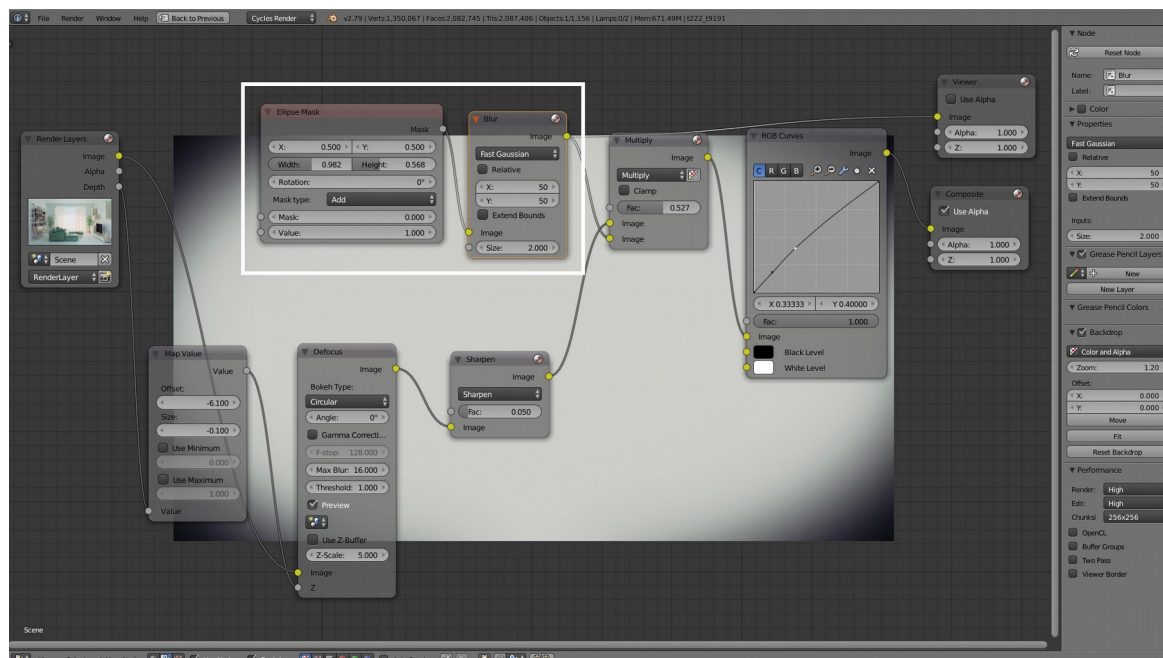 File Render Window Help Back to Previous Cycles Render v2.79 | Verts:1,350,067 | Faces:2,082,745 | Tris:2,087,406 | Objects:1/1,156 | Lamps:0/2 | Mem:671.49M | t222_t9191
Render Layers
Image
Alpha
Depth
Scene
RenderLayer
Ellipse Mask
Mask
X: 0.500 Y: 0.500
Width: 0.982 Height: 0.568
Rotation: 0°
Mask type: Add
Mask: 0.000
Value: 1.000
Blur
Image
Fast Gaussian
Relative
X: 50
Y: 50
Extend Bounds
Image
Size: 2.000
Multiply
Image
Multiply
Clamp
Fac: 0.527
Image
Image
RGB Curves
Image
C R G B
X 0.33333 Y 0.40000
Fac: 1.000
Image
Black Level
White Level
Viewer
Use Alpha
Image
Alpha: 1.000
Z: 1.000
Composite
Use Alpha
Image
Alpha: 1.000
Z: 1.000
Map Value
Value
Offset:
-6.100
Size:
-0.100
Use Minimum
0.000
Use Maximum
1.000
Value
Defocus
Image
Bokeh Type:
Circular
Angle: 0°
Gamma Correcti...
F-stop: 128.000
Max Blur: 16.000
Threshold: 1.000
Preview
Use Z-Buffer
Z-Scale: 5.000
Image
Z
Sharpen
Image
Sharpen
Fac: 0.050
Image
Scene
Node
Reset Node
Name: Blur
Label:
Color
Properties
Fast Gaussian
Relative
X: 50
Y: 50
Extend Bounds
Inputs:
Size: 2.000
Grease Pencil Layers
New
New Layer
Grease Pencil Colors
Backdrop
Color and Alpha
Zoom: 1.20
Offset:
X: 0.000
Y: 0.000
Move
Fit
Reset Backdrop
Performance
Render: High
Edit: High
Chunksi 256x256
OpenCL
Buffer Groups
Two Pass
Viewer Border